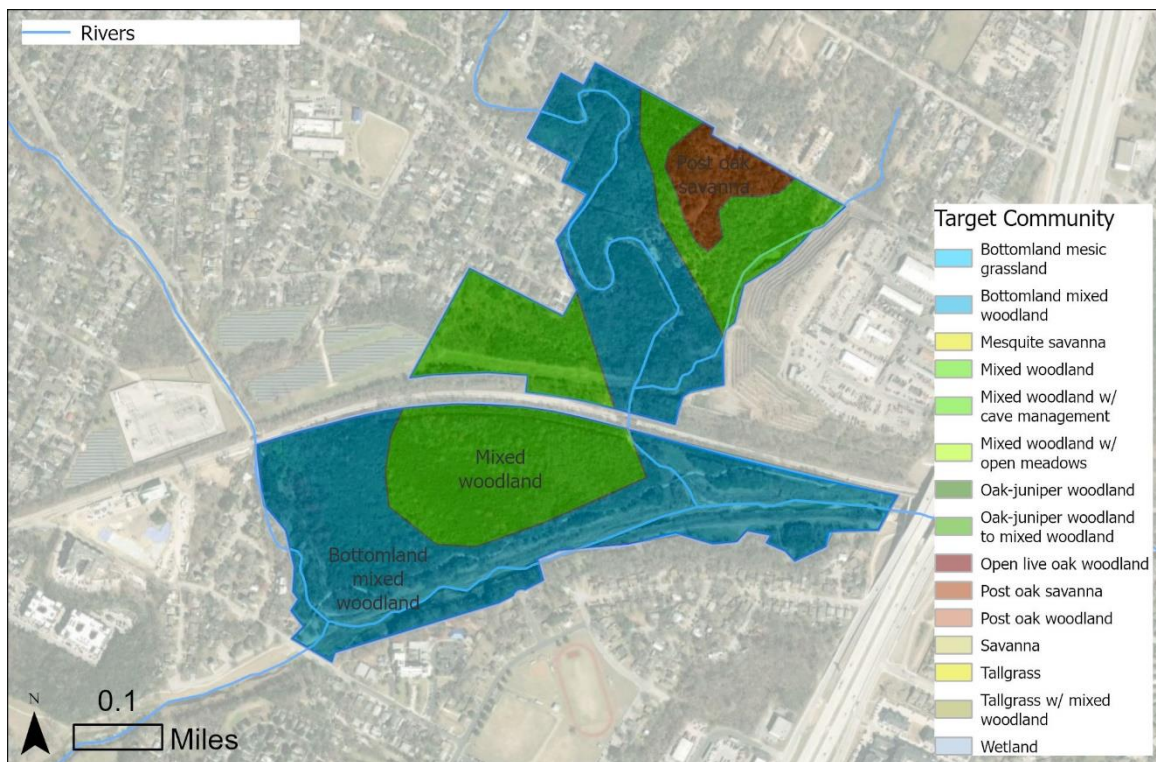 Rivers
Post oak
savanna
Mixed
woodland
Bottomland
mixed
woodland
Target Community
Bottomland mesic
grassland
Bottomland mixed
woodland
Mesquite savanna
Mixed woodland
Mixed woodland w/
cave management
Mixed woodland w/
open meadows
Oak-juniper woodland
Oak-juniper woodland
to mixed woodland
Open live oak woodland
Post oak savanna
Post oak woodland
Savanna
Tallgrass
Tallgrass w/ mixed
woodland
Wetland
N
0.1
Miles